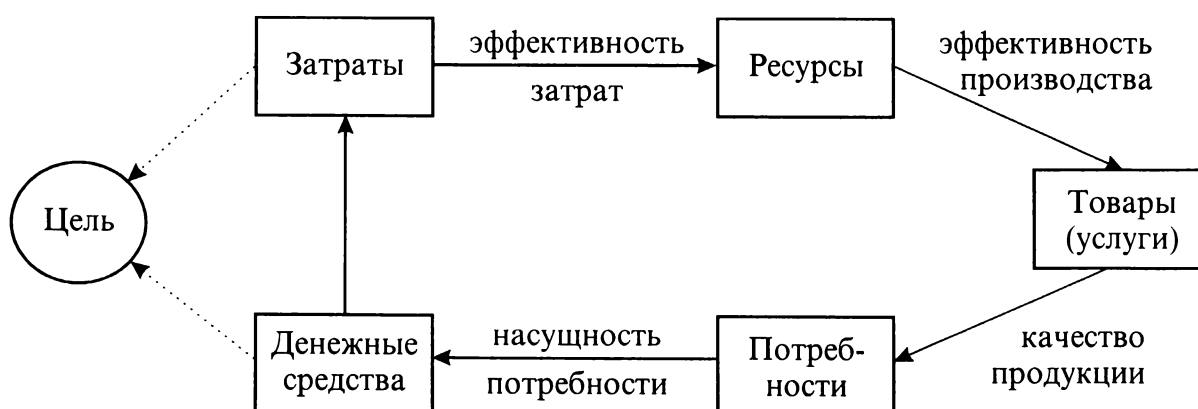 Затраты
эффективность
затрат
Ресурсы
эффективность
производства
Цель
Товары
(услуги)
Денежные
средства
насущность
потребности
Потреб-
ности
качество
продукции